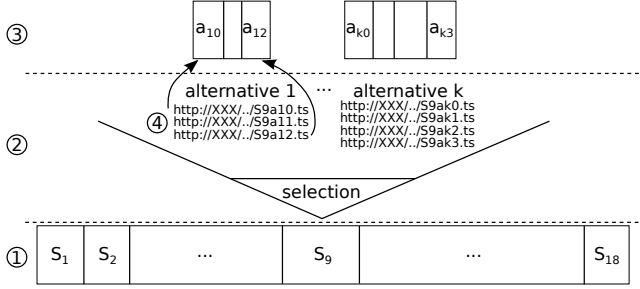 ③ a10 a12 ak0 ak3
alternative 1 ... alternative k
http://XXX/../S9a10.ts
http://XXX/../S9a11.ts
http://XXX/../S9a12.ts
http://XXX/../S9ak0.ts
http://XXX/../S9ak1.ts
http://XXX/../S9ak2.ts
http://XXX/../S9ak3.ts
④
②
selection
① S1 S2 ... S9 ... S18